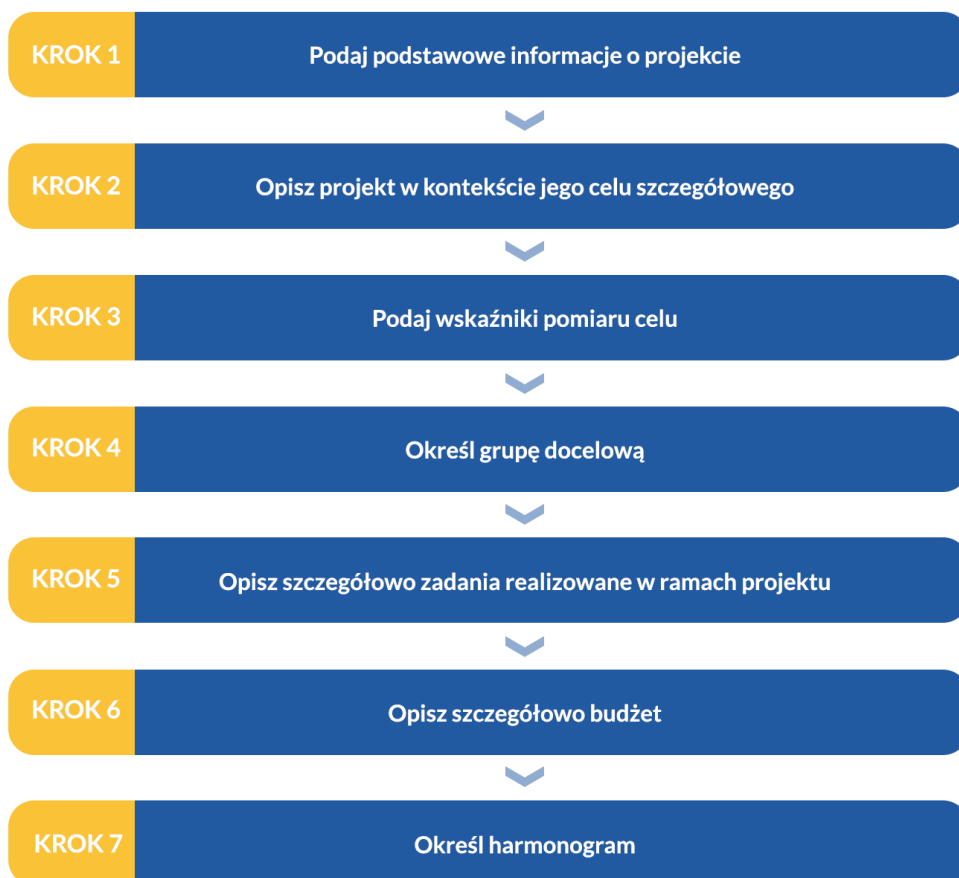 KROK 1
Podaj podstawowe informacje o projekcie
KROK 2
Opisz projekt w kontekście jego celu szczegółowego
KROK 3
Podaj wskaźniki pomiaru celu
KROK 4
Określ grupę docelową
KROK 5
Opisz szczegółowo zadania realizowane w ramach projektu
KROK 6
Opisz szczegółowo budżet
KROK 7
Określ harmonogram